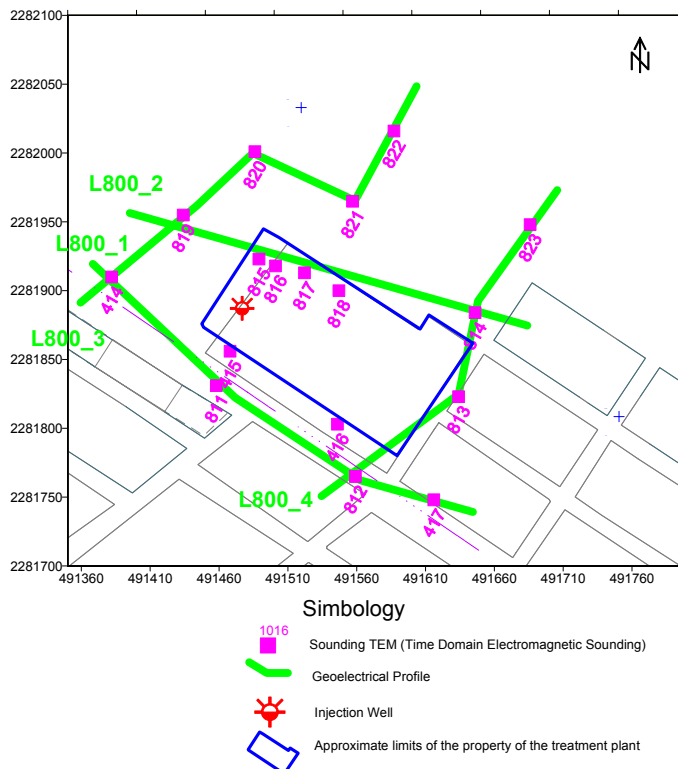 2282100
N
2282050
822
2282000
820
L800_2
821
2281950
819
823
L800_1
815
816
2281900
817
414
818
814
L800_3
2281850
415
811
813
2281800
416
L800_4
812
417
2281750
2281700
491360 491410 491460 491510 491560 491610 491660 491710 491760
Simbology
1016
Sounding TEM (Time Domain Electromagnetic Sounding)
Geoelectrical Profile
Injection Well
Approximate limits of the property of the treatment plant